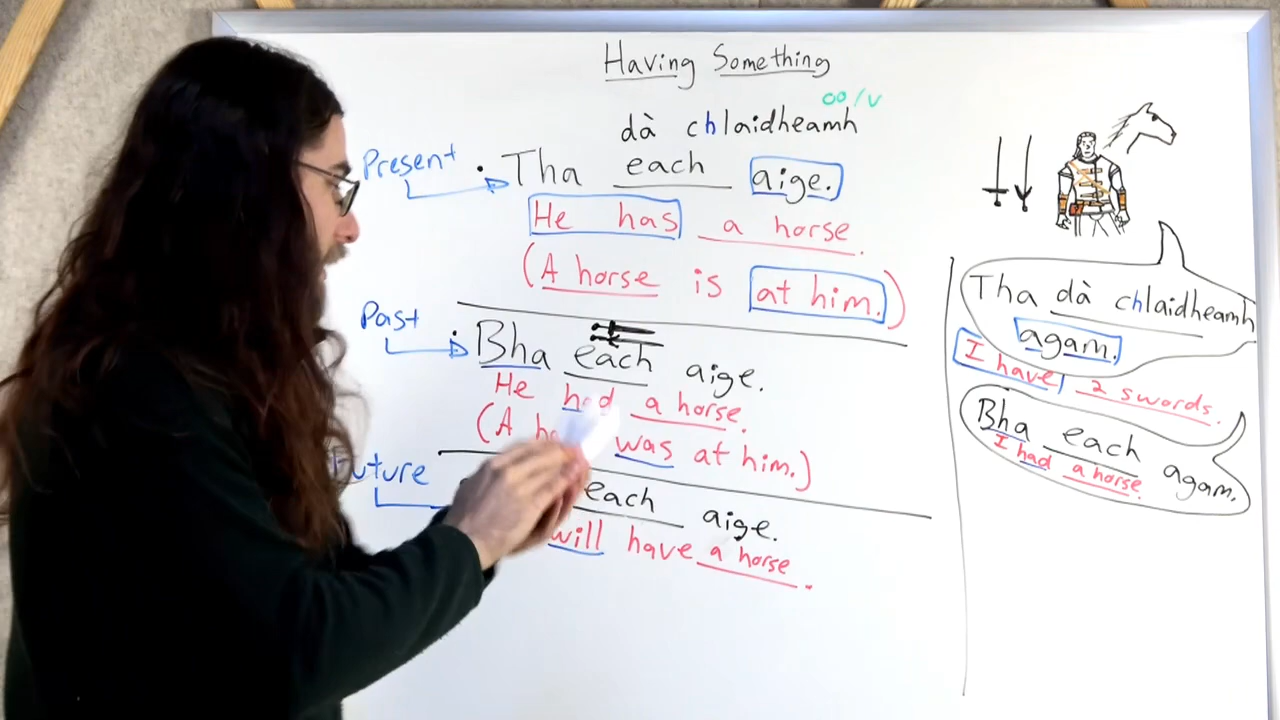 Having Something
oo/v
dà chlaidheamh
Present
Tha each aige.
He has a horse.
(A horse is at him.)
Past
Bha each aige.
He had a horse.
(A was at him.)
Future
each aige.
will have a horse.
Tha dà chlaidheamh
agam.
I have 2 swords.
Bha each agam.
I had a horse.